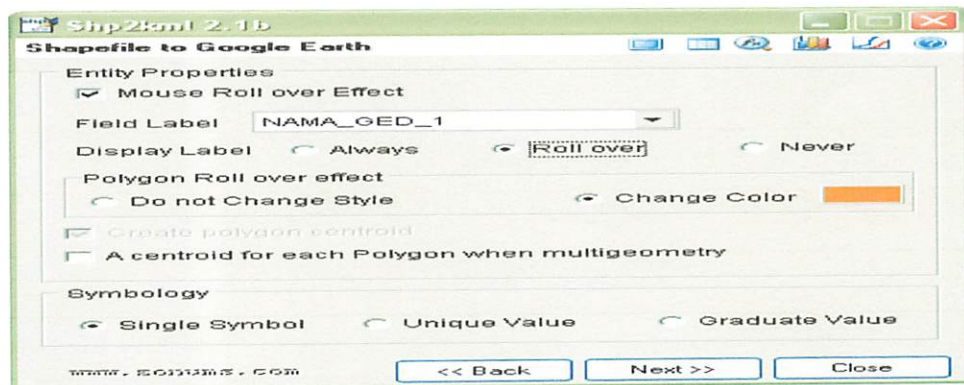 Shp2kml 2.1b
Shapefile to Google Earth
Entity Properties
Mouse Roll over Effect
Field Label NAMA_GED_1
Display Label Always Roll over Never
Polygon Roll over effect
Do not Change Style Change Color
Create polygon centroid
A centroid for each Polygon when multigeometry
Symbology
Single Symbol Unique Value Graduate Value
<< Back Next >> Close